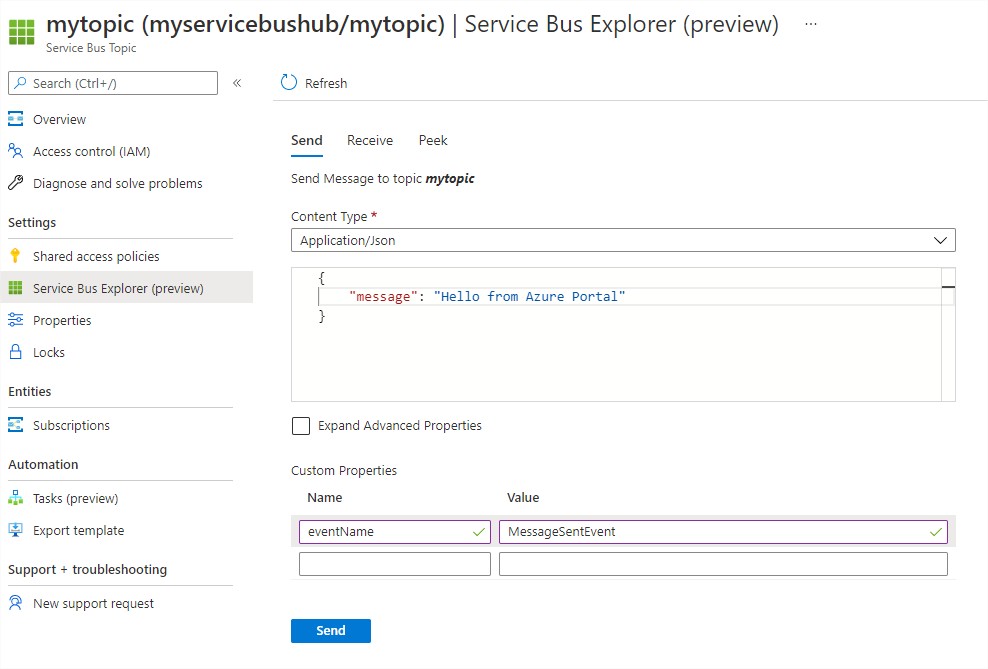 mytopic (myservicebushub/mytopic) | Service Bus Explorer (preview) ...
Service Bus Topic
Search (Ctrl+/)
«
Refresh
Overview
Access control (IAM)
Diagnose and solve problems
Settings
Shared access policies
Service Bus Explorer (preview)
Properties
Locks
Entities
Subscriptions
Automation
Tasks (preview)
Export template
Support + troubleshooting
New support request
Send Receive Peek
Send Message to topic mytopic
Content Type *
Application/Json
{
"message": "Hello from Azure Portal"
}
Expand Advanced Properties
Custom Properties
Name Value
eventName MessageSentEvent
Send